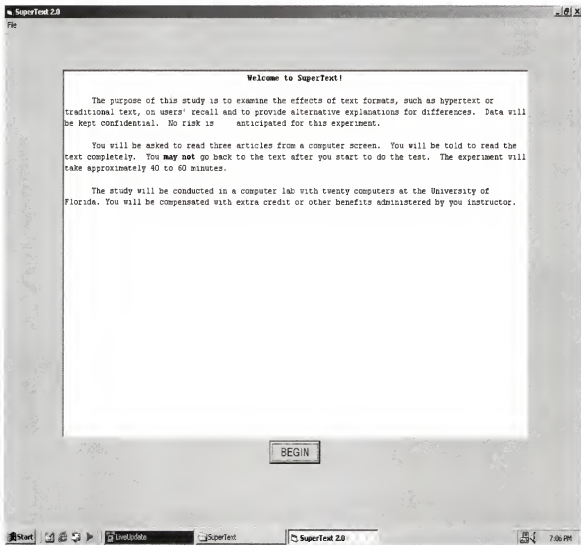 SuperText 2.0
File
Welcome to SuperText!
The purpose of this study is to examine the effects of text formats, such as hypertext or
traditional text, on users' recall and to provide alternative explanations for differences. Data will
be kept confidential. No risk is anticipated for this experiment.
You will be asked to read three articles from a computer screen. You will be told to read the
text completely. You may not go back to the text after you start to do the test. The experiment will
take approximately 40 to 60 minutes.
The study will be conducted in a computer lab with twenty computers at the University of
Florida. You will be compensated with extra credit or other benefits administered by you instructor.
BEGIN
Start LiveUpdate SuperText SuperText 2.0 7:06 PM